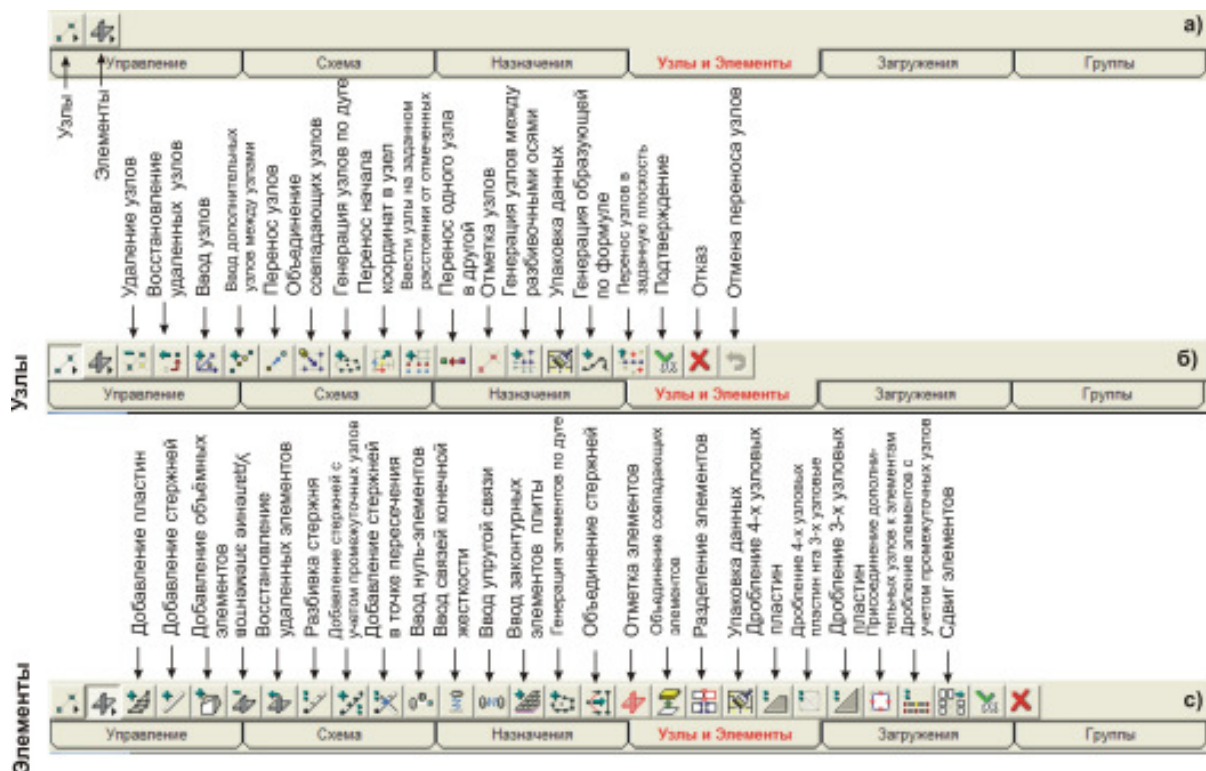 а)
Управление
Схема
Назначения
Узлы и Элементы
Загружения
Группы
Узлы
Элементы
Узлы
Удаление узлов
Восстановление
удаленных узлов
Ввод узлов
Ввод дополнительных
узлов между узлами
Перенос узлов
Объединение
совпадающих узлов
Генерация узлов по дуге
Перенос начала
координат в узел
Ввести узлы на заданном
расстоянии от отмеченных
Перенос одного узла
в другой
Отметка узлов
Генерация узлов между
разбивочными осями
Упаковка данных
Генерация образующей
по формуле
Перенос узлов в
заданную плоскость
Подтверждение
Отказ
Отмена переноса узлов
б)
Управление
Схема
Назначения
Узлы и Элементы
Загружения
Группы
Элементы
Добавление пластин
Добавление стержней
Добавление объёмных
элементов
Удаление элементов
Восстановление
удаленных элементов
Разбивка стержня
Добавление стержней с
учетом промежуточных узлов
Добавление стержней
в точке пересечения
Ввод нуль-элементов
Ввод связей конечной
жесткости
Ввод упругой связи
Ввод законтурных
элементов плиты
Генерация элементов по дуге
Объединение стержней
Отметка элементов
Объединение совпадающих
элементов
Разделение элементов
Упаковка данных
Дробление 4-х узловых
пластин
Дробление 4-х узловых
пластин нга 3-х узловые
Дробление 3-х узловых
пластин
Присоединение дополни-
тельных узлов к элементам
Дробление элементов с
учетом промежуточных узлов
Сдвиг элементов
с)
Управление
Схема
Назначения
Узлы и Элементы
Загружения
Группы